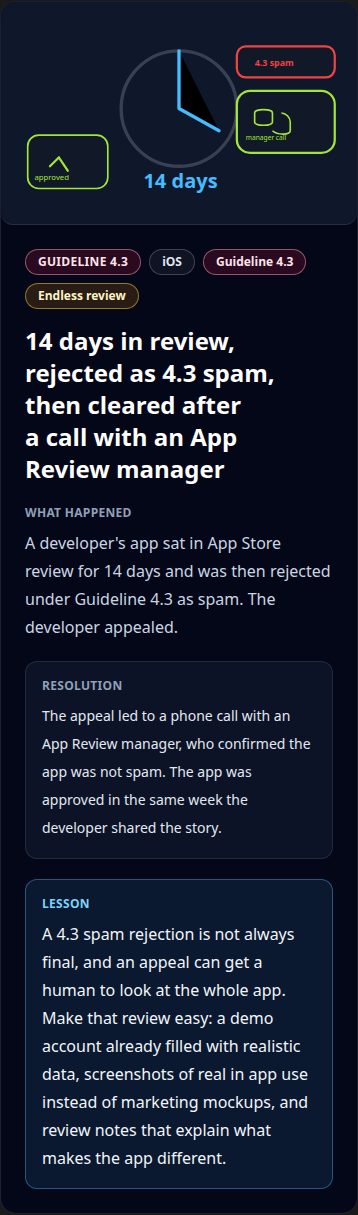 4.3 spam
manager call
approved
14 days
GUIDELINE 4.3
iOS
Guideline 4.3
Endless review
14 days in review,
rejected as 4.3 spam,
then cleared after
a call with an App
Review manager
WHAT HAPPENED
A developer's app sat in App Store
review for 14 days and was then rejected
under Guideline 4.3 as spam. The
developer appealed.
RESOLUTION
The appeal led to a phone call with an
App Review manager, who confirmed the
app was not spam. The app was
approved in the same week the
developer shared the story.
LESSON
A 4.3 spam rejection is not always
final, and an appeal can get a
human to look at the whole app.
Make that review easy: a demo
account already filled with realistic
data, screenshots of real in app use
instead of marketing mockups, and
review notes that explain what
makes the app different.